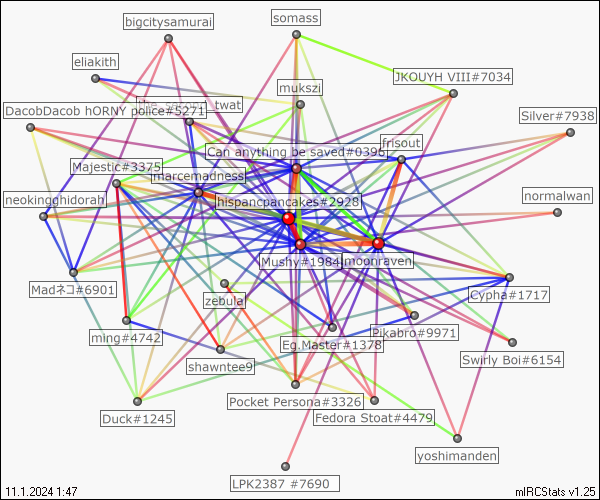 somass
bigcitysamurai
eliakith
JKOUYH VIII#7034
mukszi
DacobDacob hORNY police#5271
the_secret_twat
Silver#7938
Can anything be saved#0395
frisout
Majestic#3375
marcemadness
neokingghidorah
hispancpancakes#2928
normalwan
Mushy#1984
moonraven
Madネコ#6901
zebula
Cypha#1717
ming#4742
Eg.Master#1378
Pikabro#9971
shawntee9
Swirly Boi#6154
Pocket Persona#3326
Duck#1245
Fedora Stoat#4479
yoshimanden
LPK2387 #7690
11.1.2024 1:47
mIRCStats v1.25